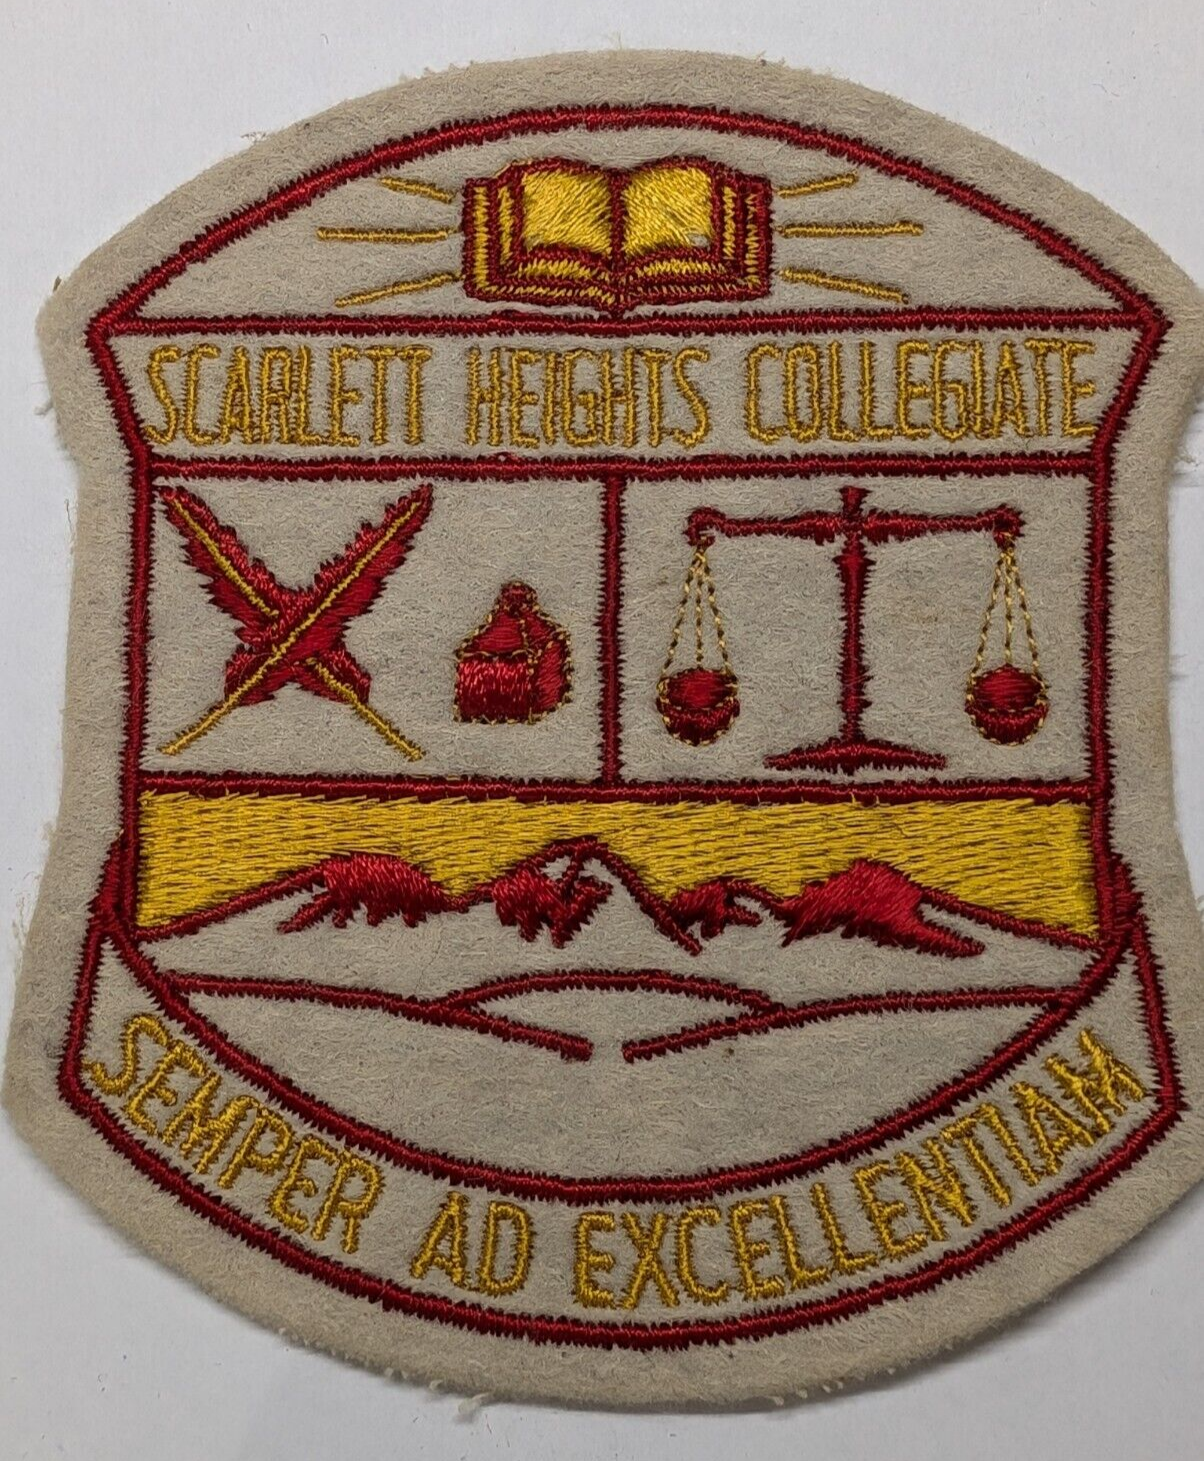 SCARLETT HEIGHTS COLLEGIATE
SEMPER AD EXCELLENTIAM